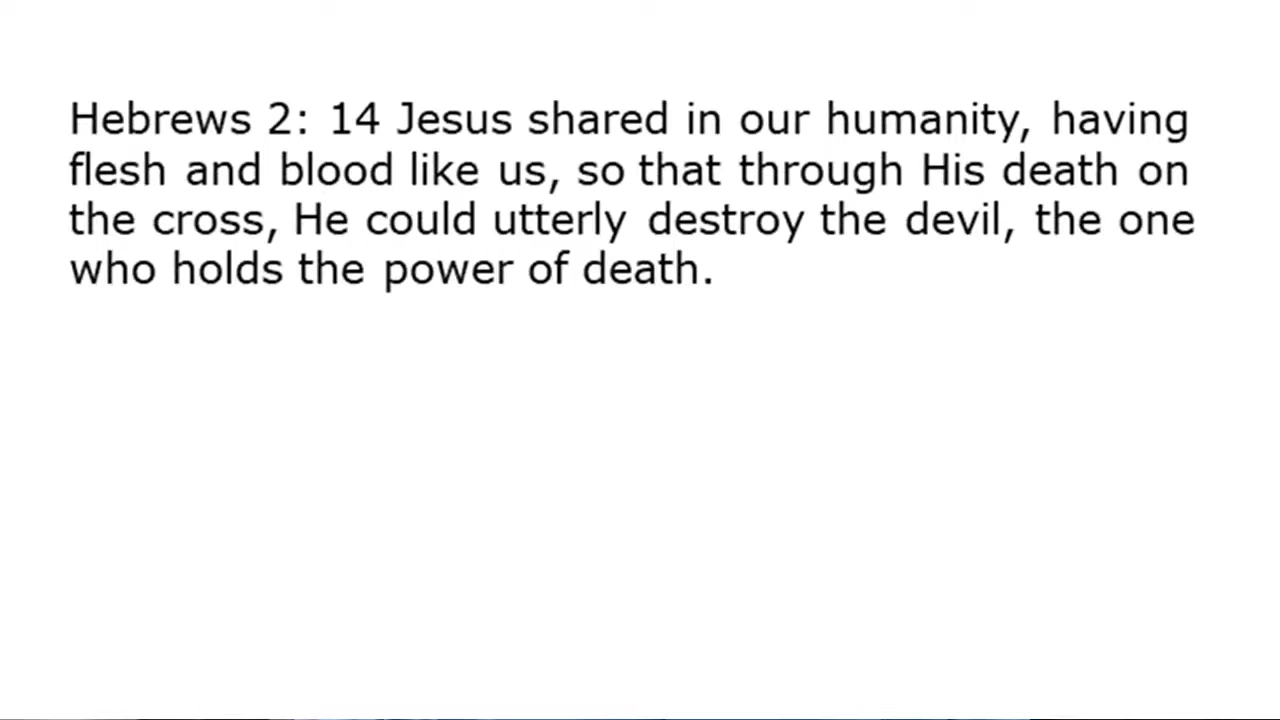 Hebrews 2: 14 Jesus shared in our humanity, having
flesh and blood like us, so that through His death on
the cross, He could utterly destroy the devil, the one
who holds the power of death.